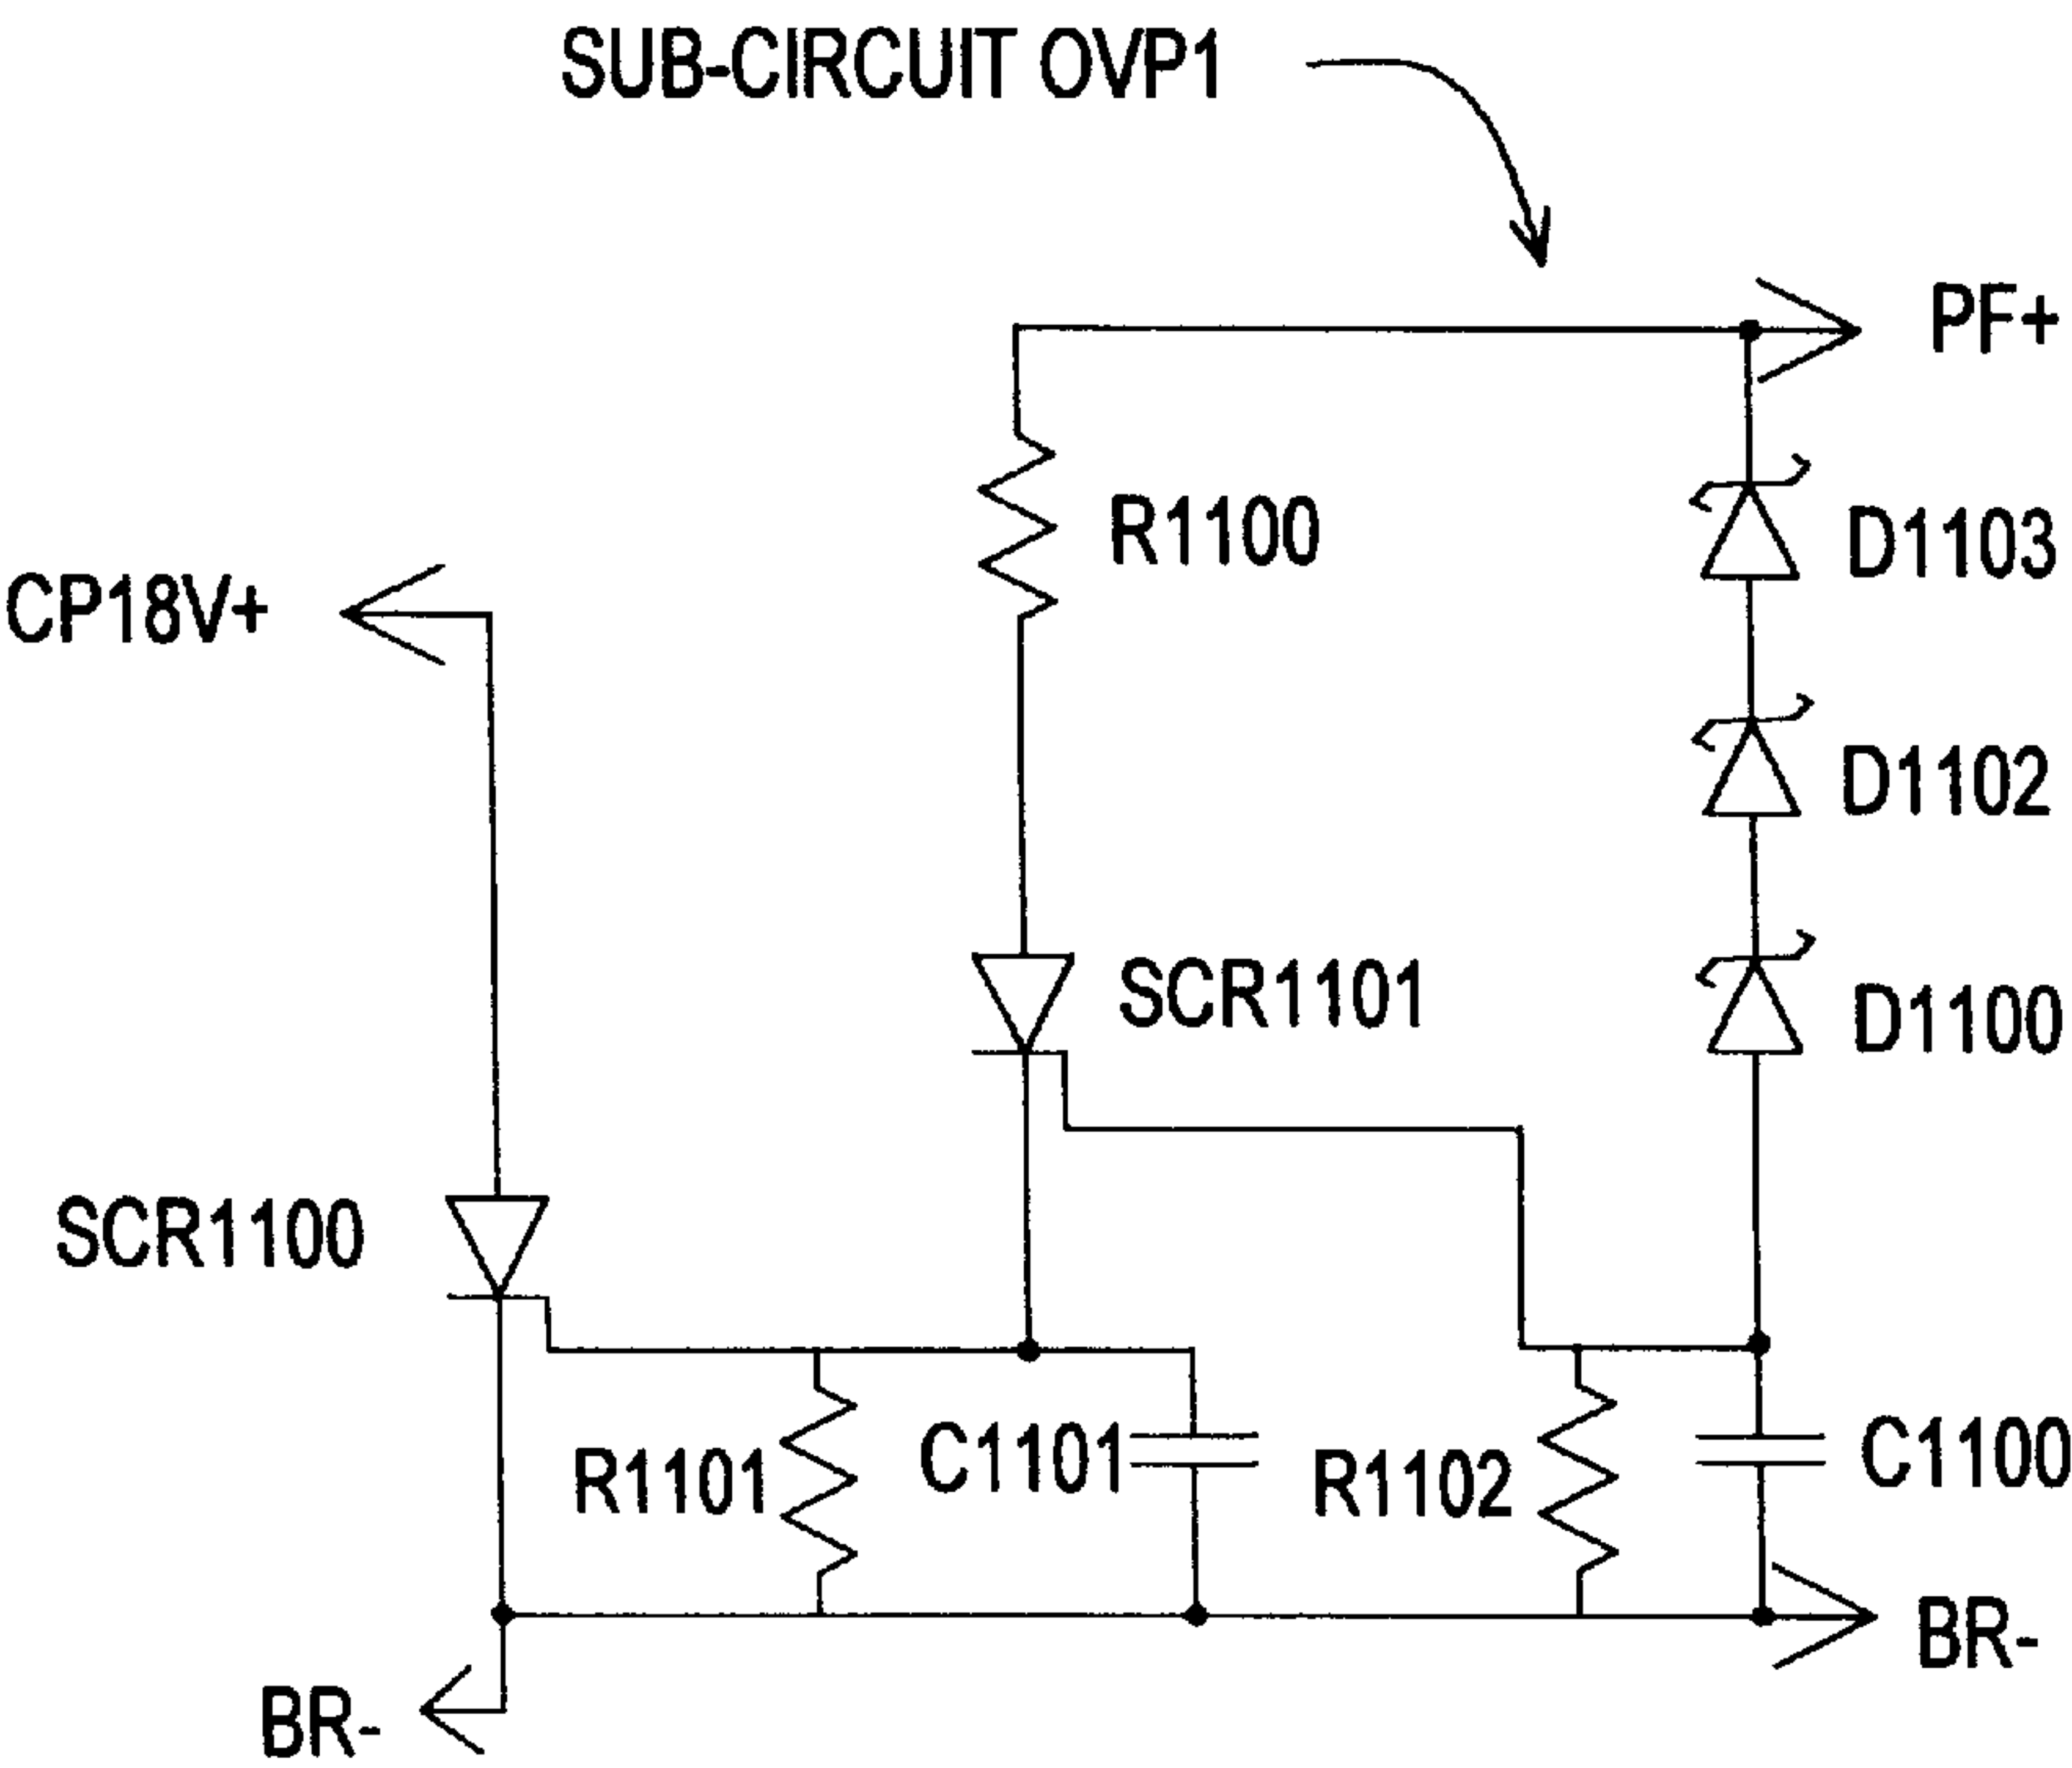 SUB-CIRCUIT OVP1
PF+
R1100
D1103
CP18V+
D1102
SCR1101
D1100
SCR1100
R1101
C1101
R1102
C1100
BR-
BR-